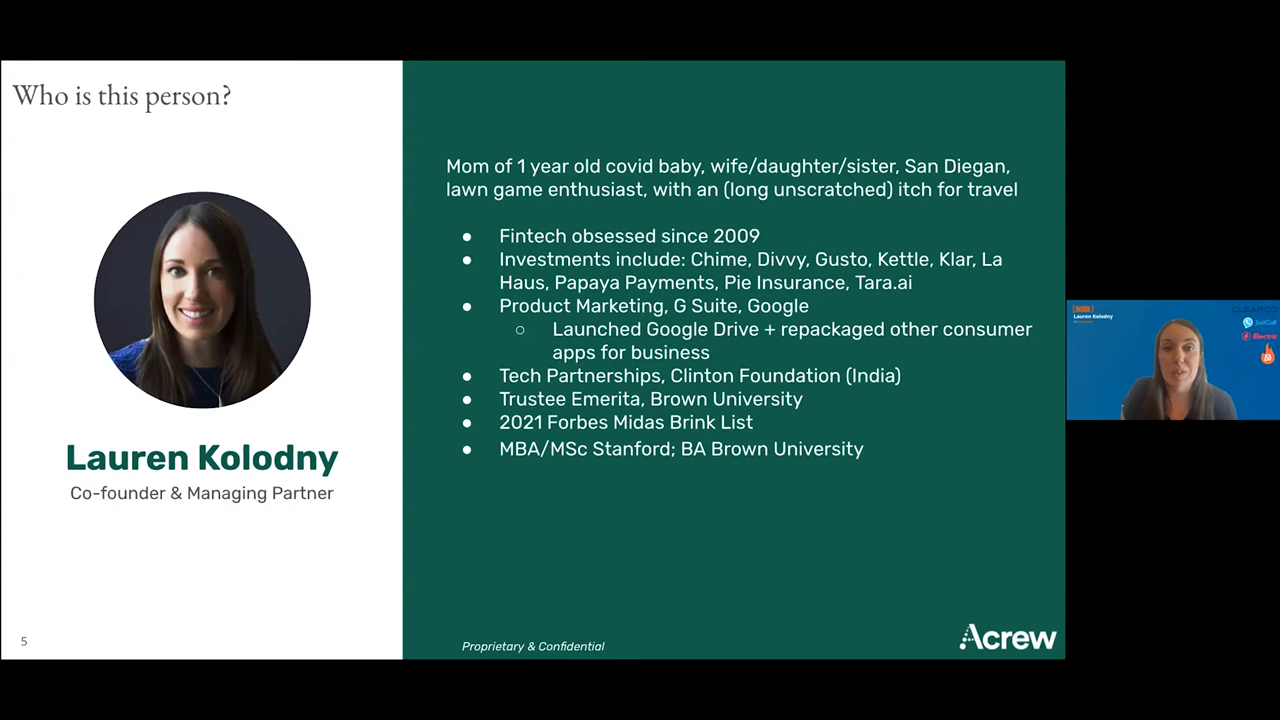 Who is this person?
Mom of 1 year old covid baby, wife/daughter/sister, San Diegan,
lawn game enthusiast, with an (long unscratched) itch for travel
● Fintech obsessed since 2009
● Investments include: Chime, Divvy, Gusto, Kettle, Klar, La
Haus, Papaya Payments, Pie Insurance, Tara.ai
● Product Marketing, G Suite, Google
○ Launched Google Drive + repackaged other consumer
apps for business
● Tech Partnerships, Clinton Foundation (India)
● Trustee Emerita, Brown University
● 2021 Forbes Midas Brink List
● MBA/MSc Stanford; BA Brown University
Lauren Kolodny
Co-founder & Managing Partner
5
Proprietary & Confidential
Acrew
Lauren Kolodny
JustCall
Electric